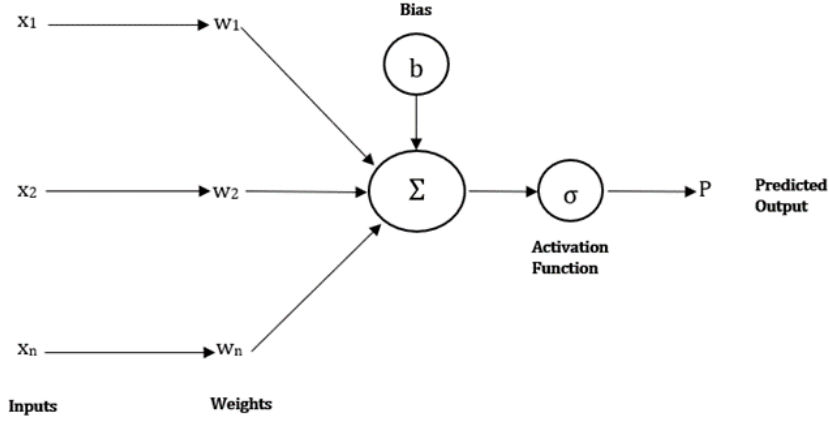 Bias
x1
w1
b
x2
w2
Σ
σ
P
Predicted
Output
Activation
Function
xn
wn
Inputs
Weights